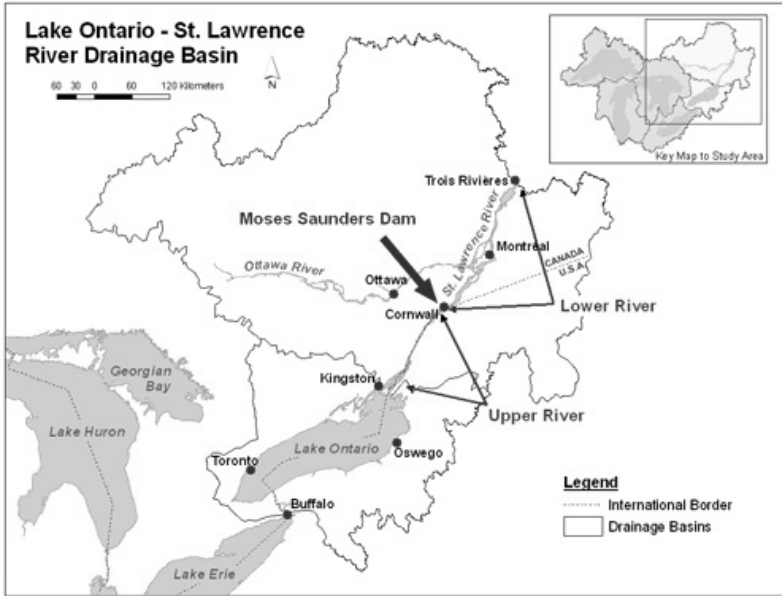 Lake Ontario - St. Lawrence
River Drainage Basin
60 30 0 60 120 Kilometers
N
Key Map to Study Area
Trois Rivières
Moses Saunders Dam
St. Lawrence River
Montreal
CANADA
U.S.A.
Ottawa River
Ottawa
Cornwall
Lower River
Georgian
Bay
Kingston
Upper River
Lake Huron
Lake Ontario
Oswego
Toronto
Buffalo
Lake Erie
Legend
International Border
Drainage Basins